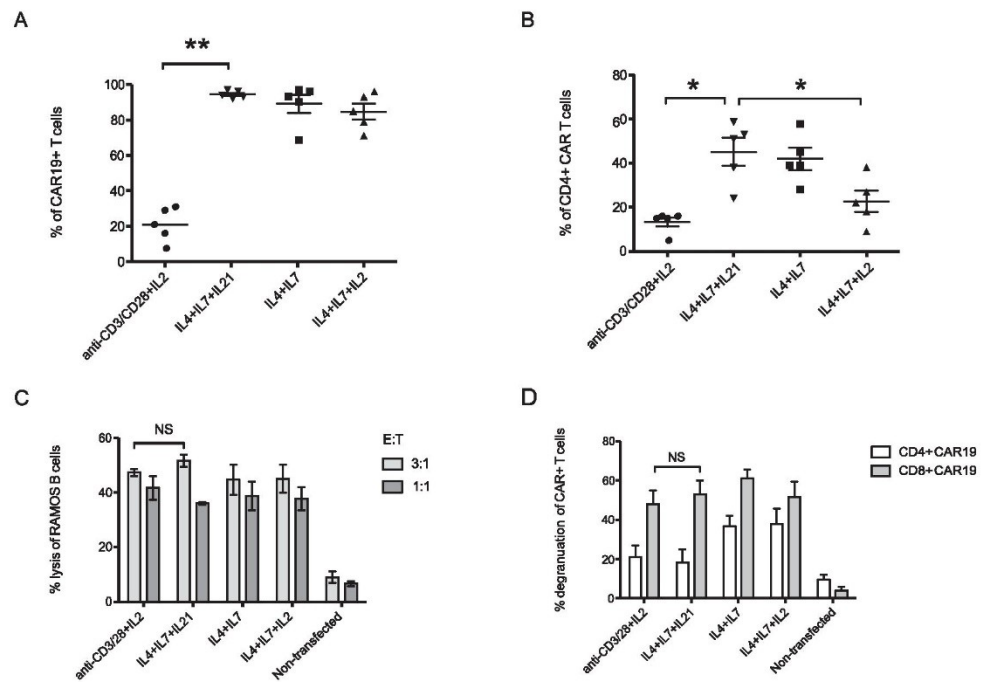 A
**
% of CAR19+ T cells
100
80
60
40
20
0
anti-CD3/CD28+IL2
IL4+IL7+IL21
IL4+IL7
IL4+IL7+IL2
B
*
*
% of CD4+ CAR T cells
80
60
40
20
0
anti-CD3/CD28+IL2
IL4+IL7+IL21
IL4+IL7
IL4+IL7+IL2
C
NS
E:T
3:1
1:1
% lysis of RAMOS B cells
60
40
20
0
anti-CD3/28+IL2
IL4+IL7+IL21
IL4+IL7
IL4+IL7+IL2
Non-transfected
D
NS
CD4+CAR19
CD8+CAR19
% degranuation of CAR+ T cells
80
60
40
20
0
anti-CD3/28+IL2
IL4+IL7+IL21
IL4+IL7
IL4+IL7+IL2
Non-transfected